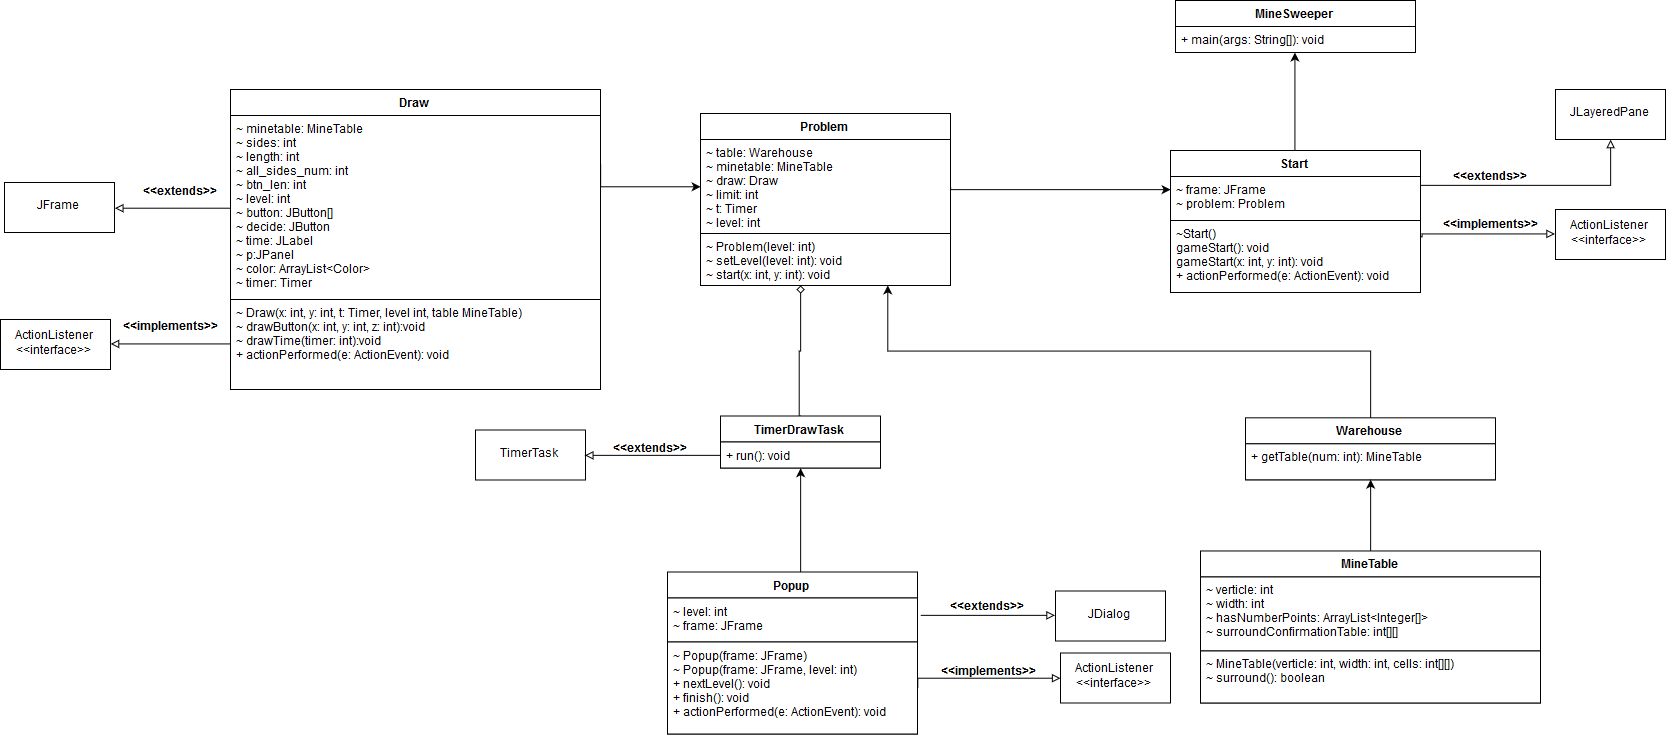 MineSweeper
+ main(args: String[]): void
Draw
~ minetable: MineTable
~ sides: int
~ length: int
~ all_sides_num: int
~ btn_len: int
~ level: int
~ button: JButton[]
~ decide: JButton
~ time: JLabel
~ p:JPanel
~ color: ArrayList<Color>
~ timer: Timer
~ Draw(x: int, y: int, t: Timer, level int, table MineTable)
~ drawButton(x: int, y: int, z: int):void
~ drawTime(timer: int):void
+ actionPerformed(e: ActionEvent): void
<<extends>>
JFrame
<<implements>>
ActionListener
<<interface>>
Problem
~ table: Warehouse
~ minetable: MineTable
~ draw: Draw
~ limit: int
~ t: Timer
~ level: int
~ Problem(level: int)
~ setLevel(level: int): void
~ start(x: int, y: int): void
Start
~ frame: JFrame
~ problem: Problem
~Start()
gameStart(): void
gameStart(x: int, y: int): void
+ actionPerformed(e: ActionEvent): void
<<extends>>
JLayeredPane
<<implements>>
ActionListener
<<interface>>
TimerDrawTask
+ run(): void
<<extends>>
TimerTask
Warehouse
+ getTable(num: int): MineTable
Popup
~ level: int
~ frame: JFrame
~ Popup(frame: JFrame)
~ Popup(frame: JFrame, level: int)
+ nextLevel(): void
+ finish(): void
+ actionPerformed(e: ActionEvent): void
<<extends>>
JDialog
<<implements>>
ActionListener
<<interface>>
MineTable
~ verticle: int
~ width: int
~ hasNumberPoints: ArrayList<Integer[]>
~ surroundConfirmationTable: int[][]
~ MineTable(verticle: int, width: int, cells: int[][])
~ surround(): boolean